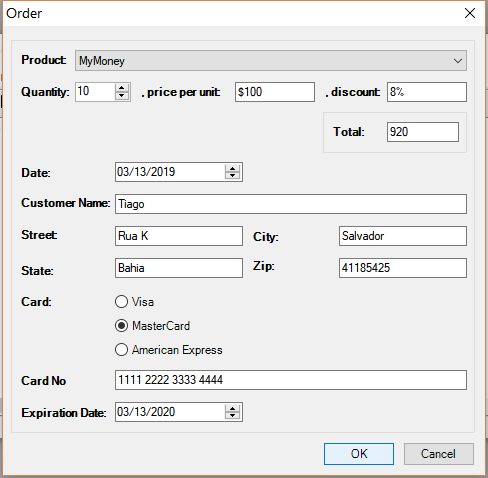 Order
Product: MyMoney
Quantity: 10 , price per unit: $100 , discount: 8%
Total: 920
Date: 03/13/2019
Customer Name: Tiago
Street: Rua K City: Salvador
State: Bahia Zip: 41185425
Card: Visa
MasterCard
American Express
Card No 1111 2222 3333 4444
Expiration Date: 03/13/2020
OK Cancel